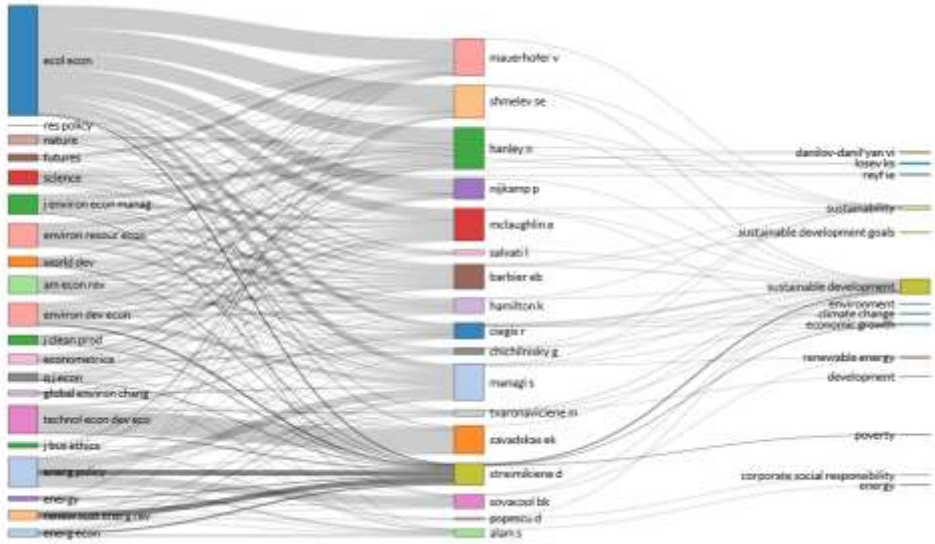 ecol econ
res policy
nature
futures
science
j environ econ manag
environ resour econ
world dev
am econ rev
environ dev econ
j clean prod
econometrica
q j econ
global environ chang
technol econ dev eco
j bus ethics
energ policy
energy
renew sust energ rev
energ econ
mauerhofer v
shmelev se
hanley n
nijkamp p
mclaughlin e
salvati l
barbier eb
hamilton k
ciegis r
chichilnisky g
managi s
tvaronaviciene m
zavadskas ek
streimikiene d
sovacool bk
popescu d
alam s
danilov-danil'yan vi
losev ks
reyf ie
sustainability
sustainable development goals
sustainable development
environment
climate change
economic growth
renewable energy
development
poverty
corporate social responsibility
energy